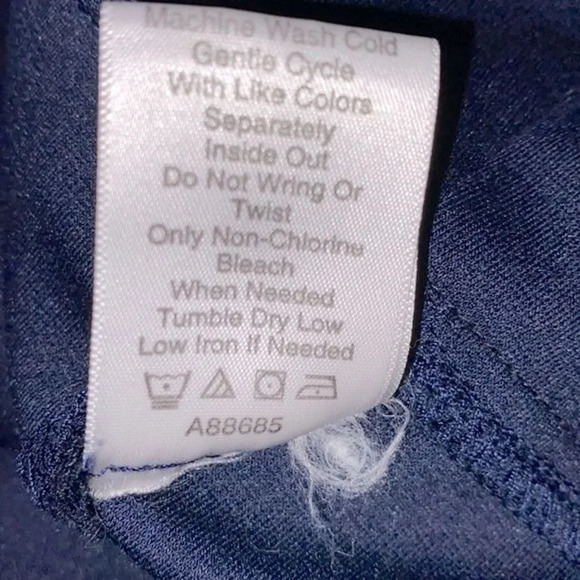 Machine Wash Cold
Gentle Cycle
With Like Colors
Separately
Inside Out
Do Not Wring Or
Twist
Only Non-Chlorine
Bleach
When Needed
Tumble Dry Low
Low Iron If Needed
A88685